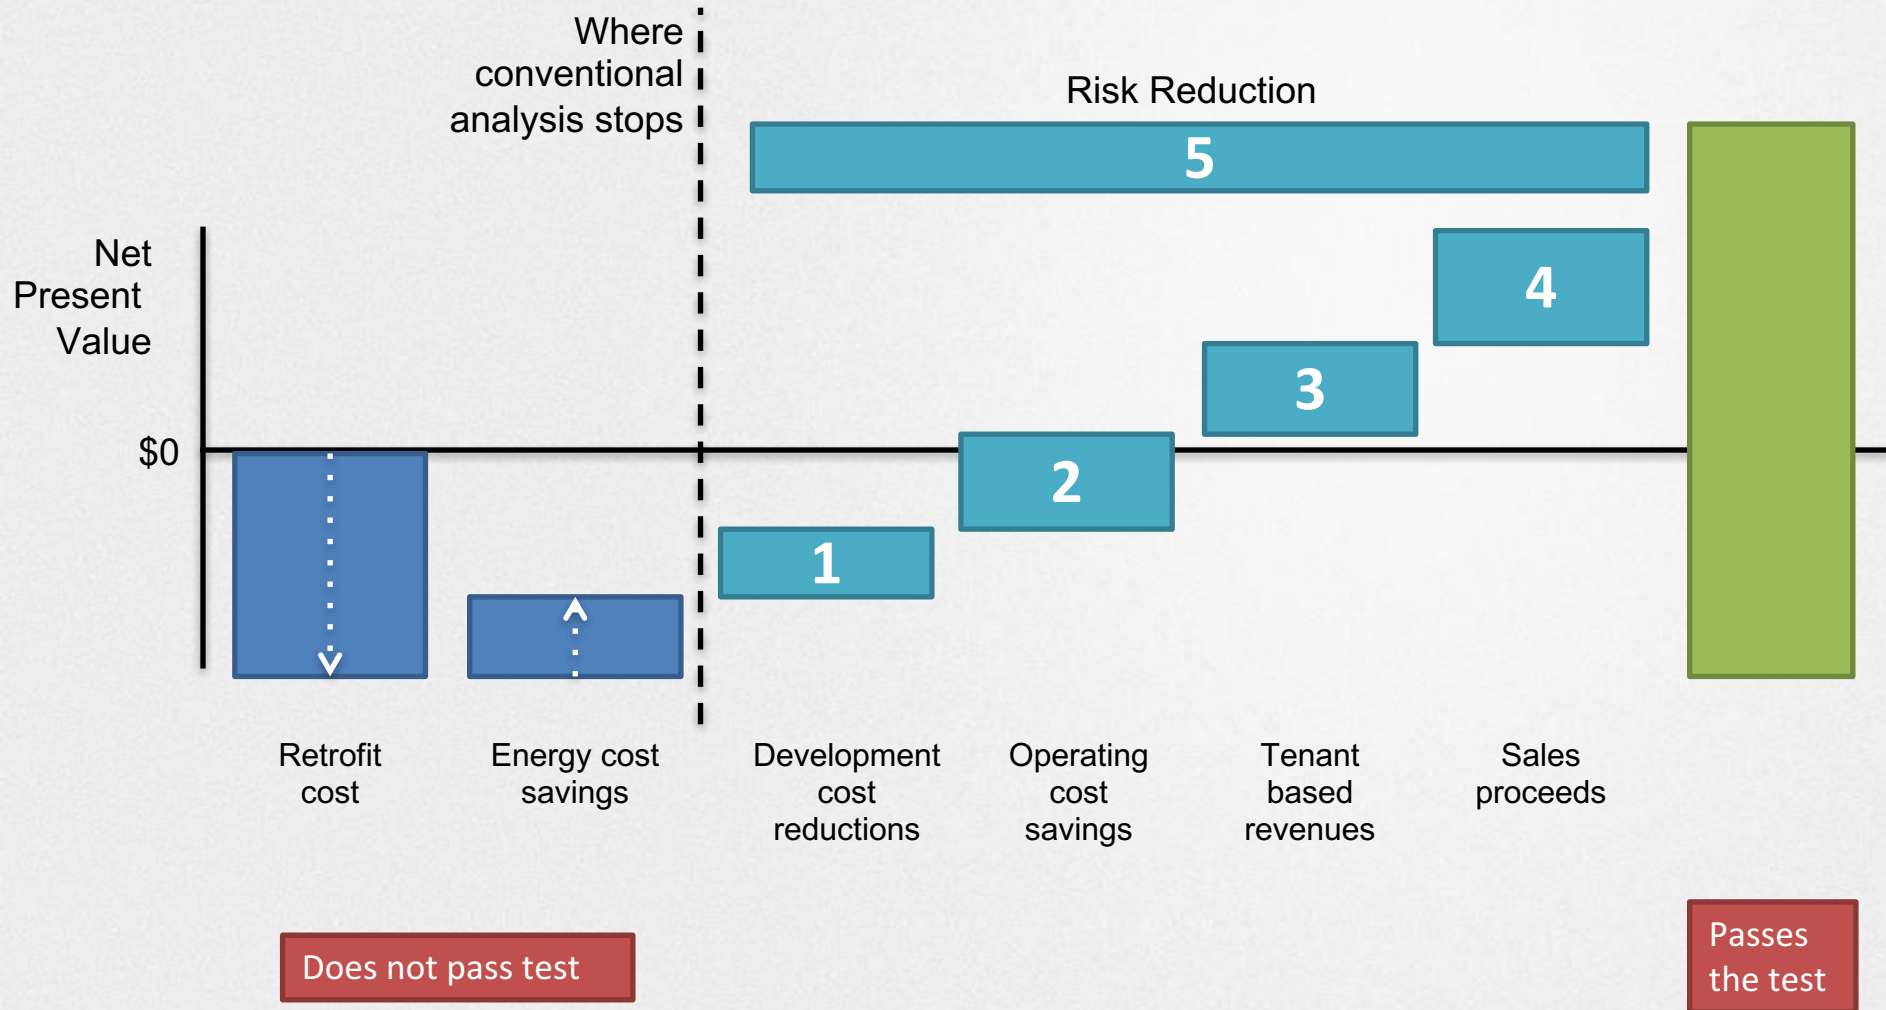 Where
conventional
analysis stops
Risk Reduction
5
Net
Present
Value
4
3
$0
2
1
Retrofit
cost
Energy cost
savings
Development
cost
reductions
Operating
cost
savings
Tenant
based
revenues
Sales
proceeds
Does not pass test
Passes
the test